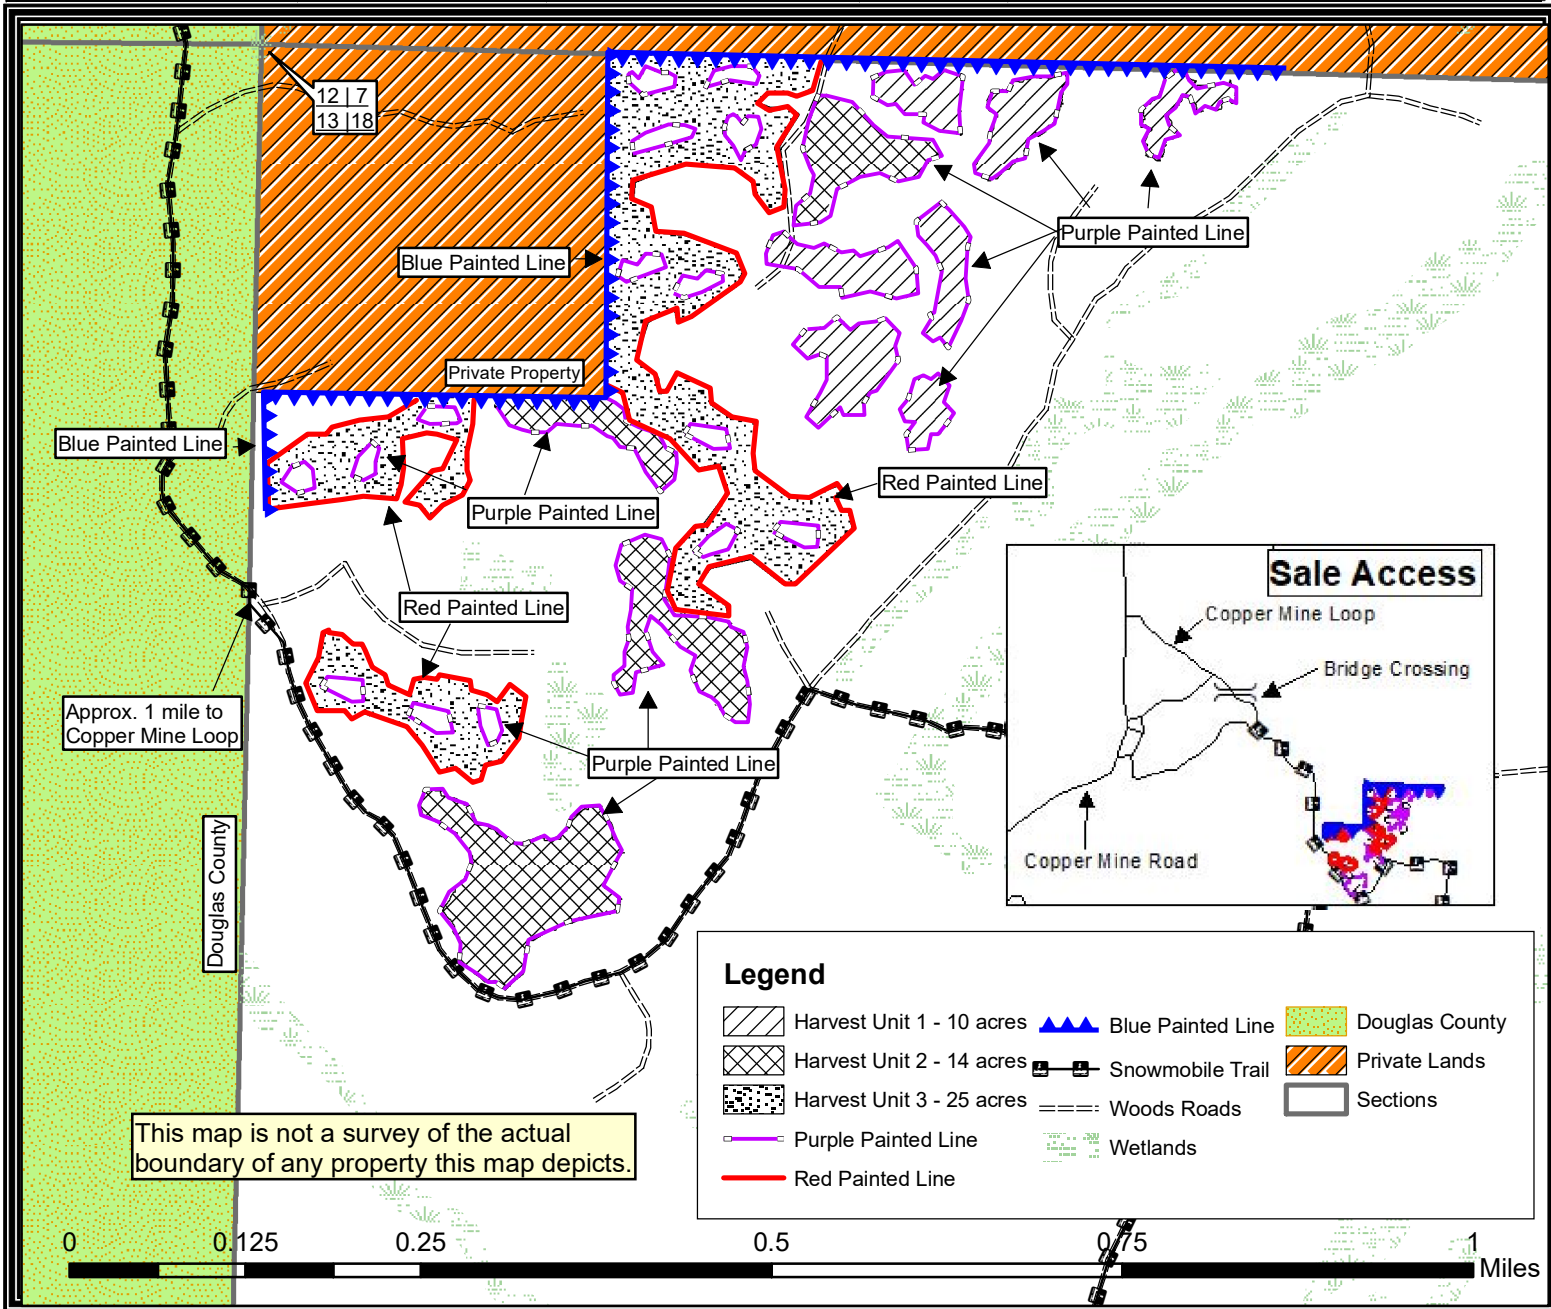 12 | 7
13 | 18
Purple Painted Line
Blue Painted Line
Private Property
Blue Painted Line
Red Painted Line
Purple Painted Line
Sale Access
Copper Mine Loop
Bridge Crossing
Copper Mine Road
Red Painted Line
Approx. 1 mile to
Copper Mine Loop
Purple Painted Line
Douglas County
Legend
Harvest Unit 1 - 10 acres
Harvest Unit 2 - 14 acres
Harvest Unit 3 - 25 acres
Purple Painted Line
Red Painted Line
Blue Painted Line
Snowmobile Trail
Woods Roads
Wetlands
Douglas County
Private Lands
Sections
This map is not a survey of the actual
boundary of any property this map depicts.
0 0.125 0.25 0.5 0.75 1
Miles